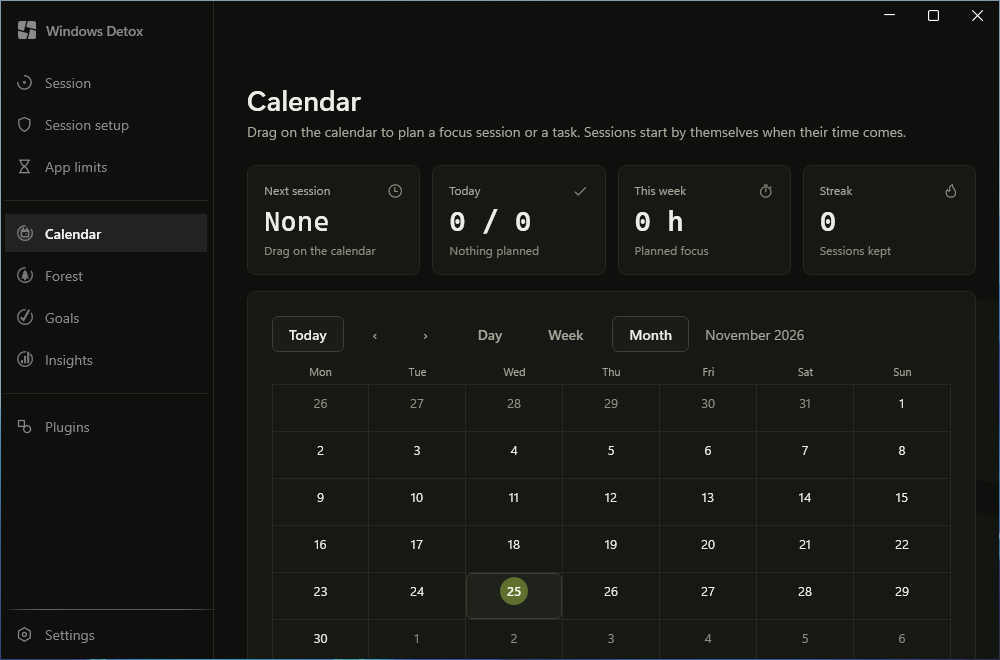 Windows Detox
Session
Session setup
App limits
Calendar
Forest
Goals
Insights
Plugins
Settings
Calendar
Drag on the calendar to plan a focus session or a task. Sessions start by themselves when their time comes.
Next session
None
Drag on the calendar
Today
0 / 0
Nothing planned
This week
0 h
Planned focus
Streak
0
Sessions kept
Today ‹ › Day Week Month November 2026
Mon Tue Wed Thu Fri Sat Sun
26 27 28 29 30 31 1
2 3 4 5 6 7 8
9 10 11 12 13 14 15
16 17 18 19 20 21 22
23 24 25 26 27 28 29
30 1 2 3 4 5 6